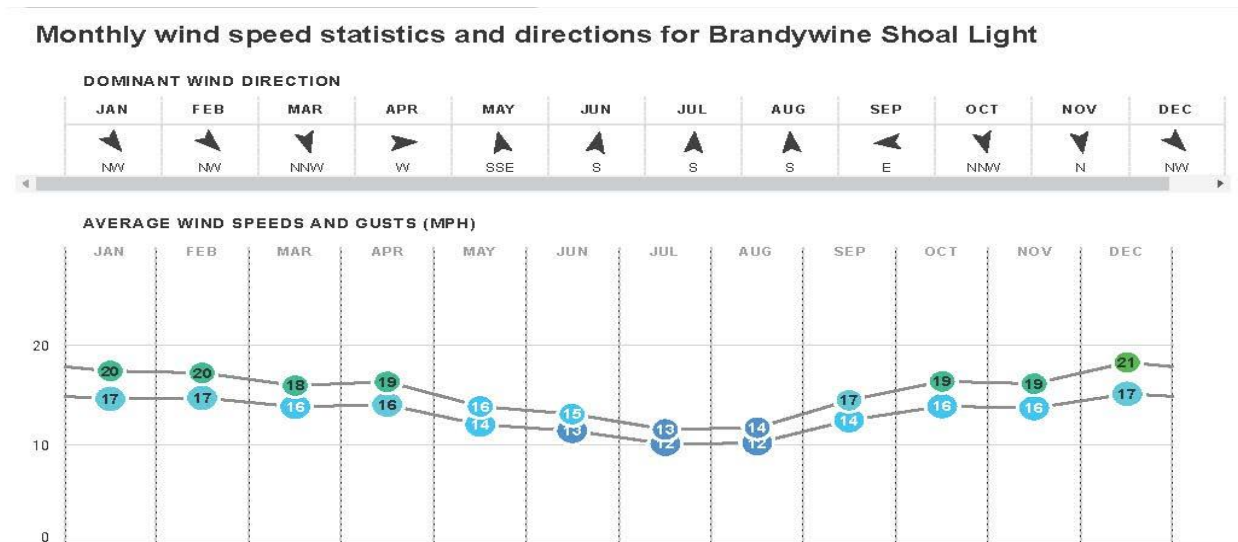 Monthly wind speed statistics and directions for Brandywine Shoal Light
DOMINANT WIND DIRECTION
JAN FEB MAR APR MAY JUN JUL AUG SEP OCT NOV DEC
NW NW NNW W SSE S S S E NNW N NW
AVERAGE WIND SPEEDS AND GUSTS (MPH)
JAN FEB MAR APR MAY JUN JUL AUG SEP OCT NOV DEC
20
20 20 18 19 16 15 13 14 17 19 19 21
17 17 16 16 14 13 12 12 14 16 16 17
10
0